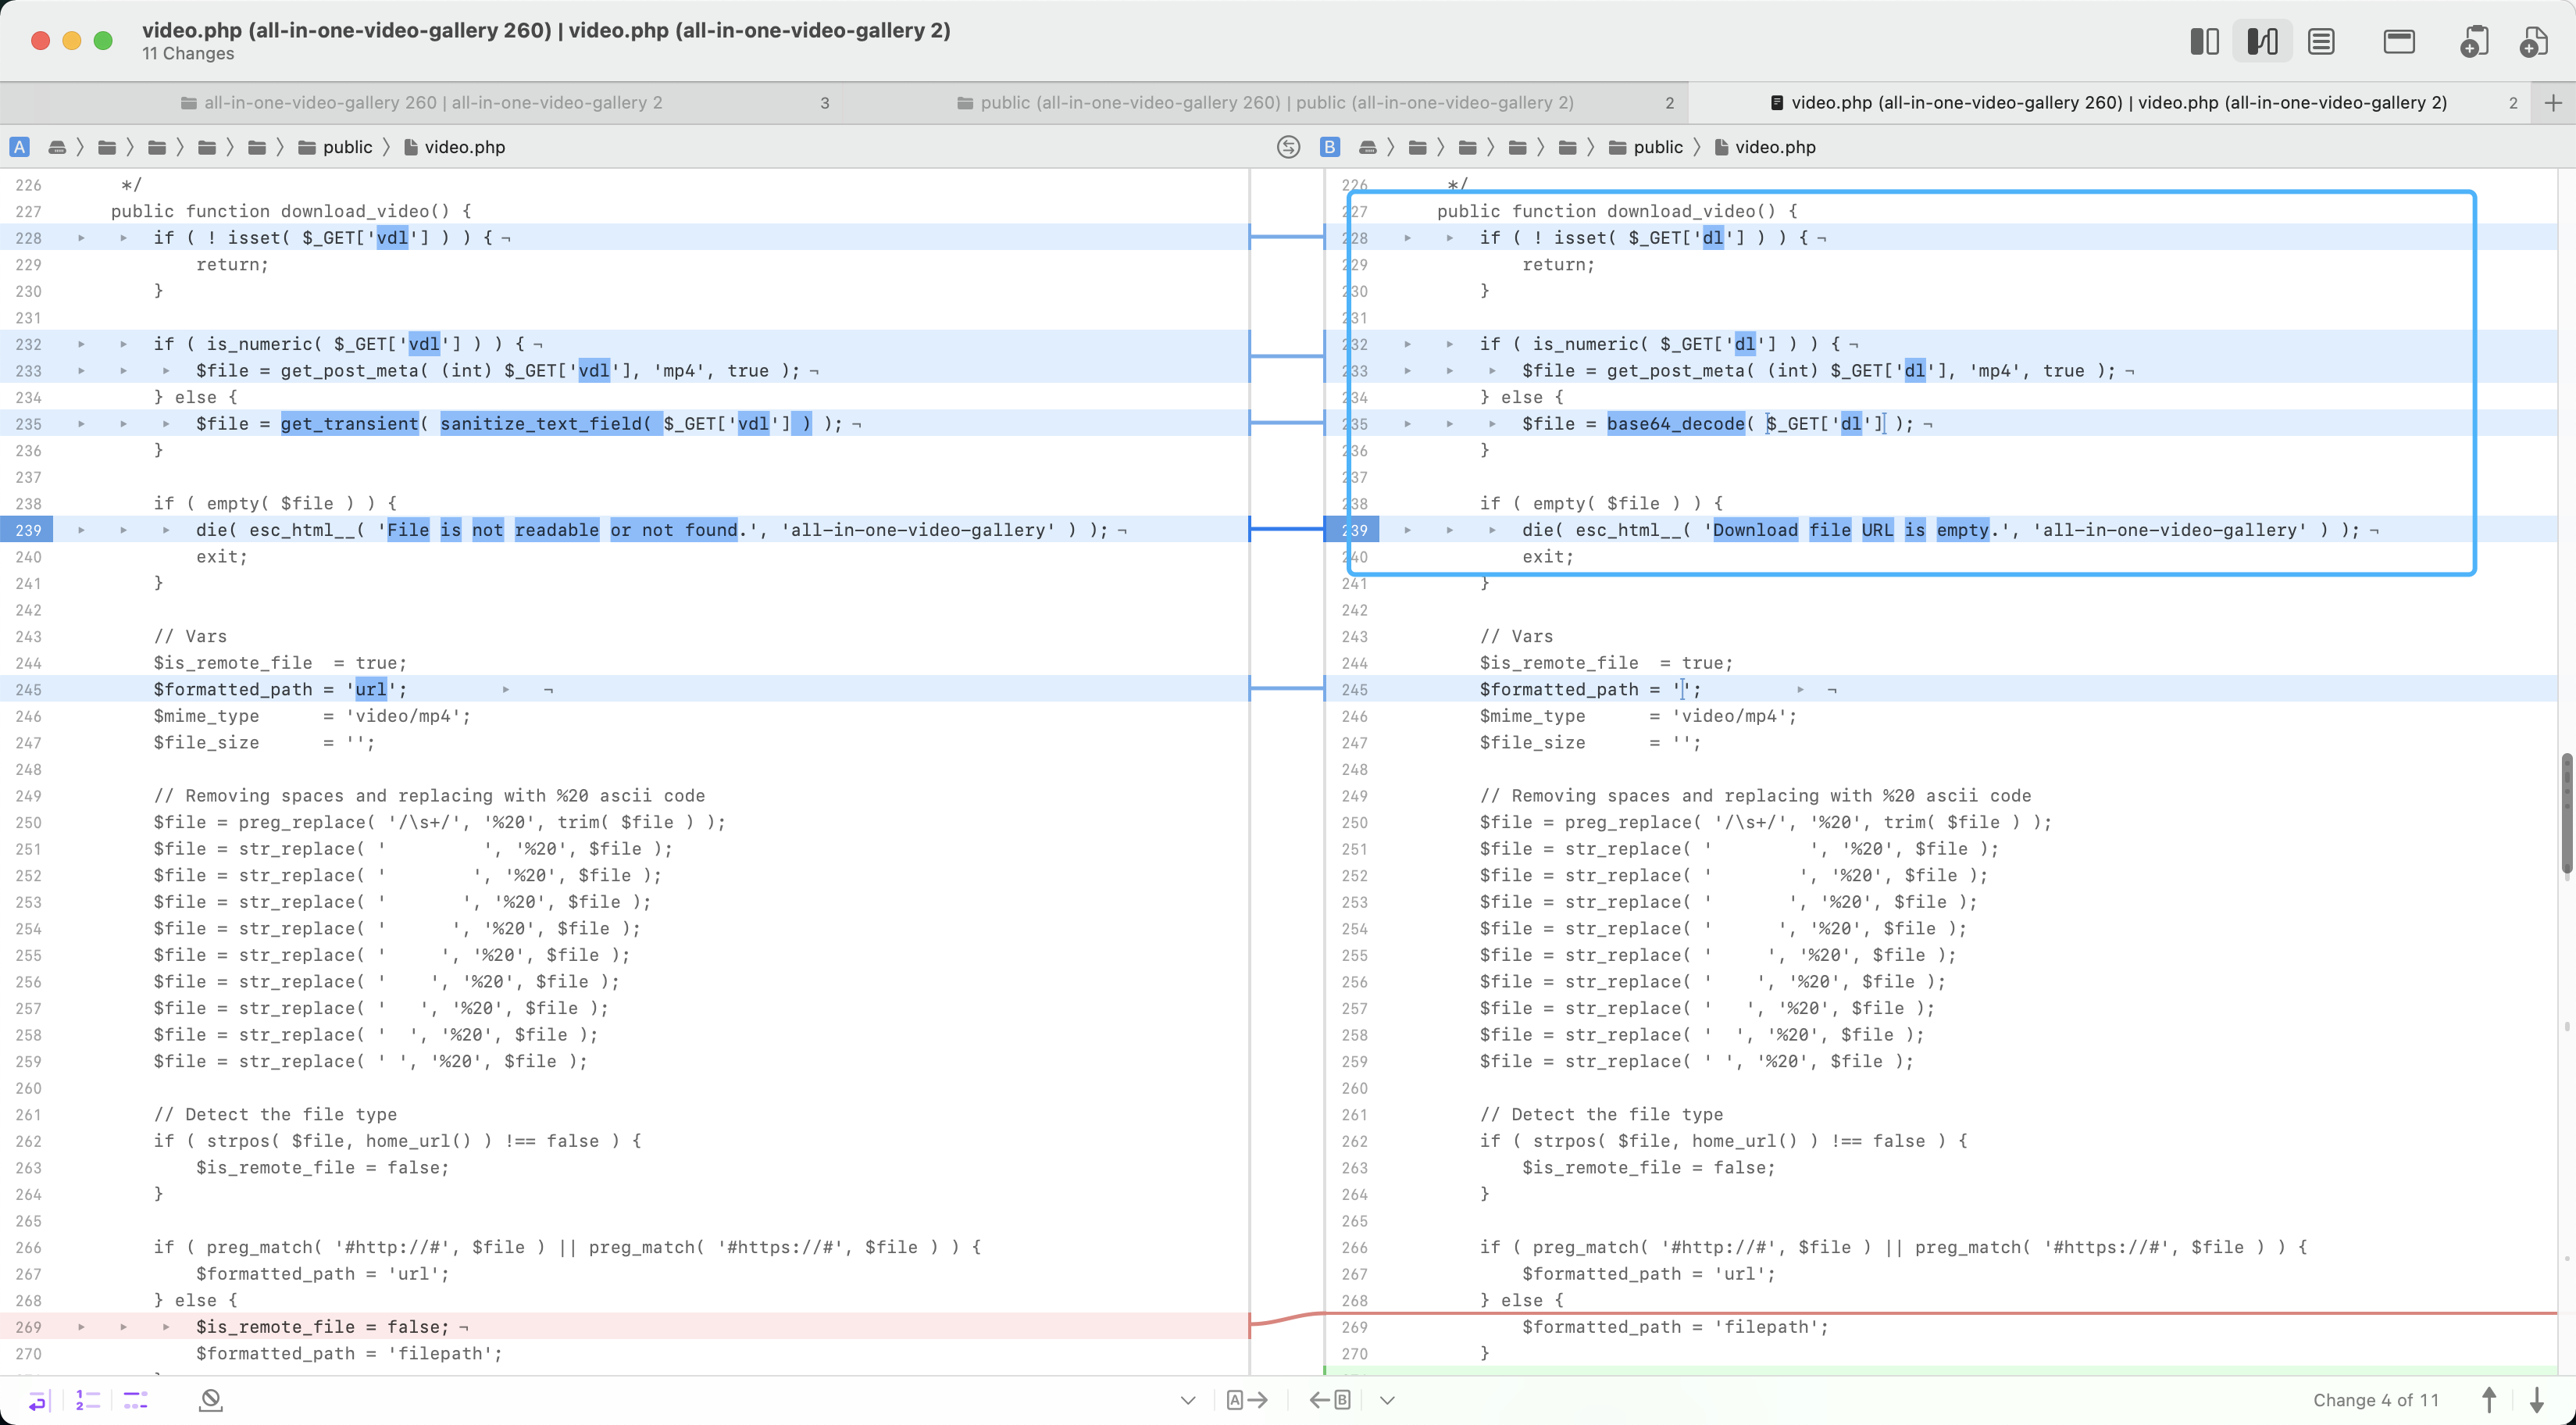 video.php (all-in-one-video-gallery 260) | video.php (all-in-one-video-gallery 2)
11 Changes
all-in-one-video-gallery 260 | all-in-one-video-gallery 2 3
public (all-in-one-video-gallery 260) | public (all-in-one-video-gallery 2) 2
video.php (all-in-one-video-gallery 260) | video.php (all-in-one-video-gallery 2) 2
A public video.php
B public video.php
226 */
227 public function download_video() {
228 if ( ! isset( $_GET['vdl'] ) ) {
229 return;
230 }
231
232 if ( is_numeric( $_GET['vdl'] ) ) {
233 $file = get_post_meta( (int) $_GET['vdl'], 'mp4', true );
234 } else {
235 $file = get_transient( sanitize_text_field( $_GET['vdl'] ) );
236 }
237
238 if ( empty( $file ) ) {
239 die( esc_html__( 'File is not readable or not found.', 'all-in-one-video-gallery' ) );
240 exit;
241 }
242
243 // Vars
244 $is_remote_file = true;
245 $formatted_path = 'url';
246 $mime_type = 'video/mp4';
247 $file_size = '';
248
249 // Removing spaces and replacing with %20 ascii code
250 $file = preg_replace( '/\s+/', '%20', trim( $file ) );
251 $file = str_replace( '         ', '%20', $file );
252 $file = str_replace( '        ', '%20', $file );
253 $file = str_replace( '       ', '%20', $file );
254 $file = str_replace( '      ', '%20', $file );
255 $file = str_replace( '     ', '%20', $file );
256 $file = str_replace( '    ', '%20', $file );
257 $file = str_replace( '   ', '%20', $file );
258 $file = str_replace( '  ', '%20', $file );
259 $file = str_replace( ' ', '%20', $file );
260
261 // Detect the file type
262 if ( strpos( $file, home_url() ) !== false ) {
263 $is_remote_file = false;
264 }
265
266 if ( preg_match( '#http://#', $file ) || preg_match( '#https://#', $file ) ) {
267 $formatted_path = 'url';
268 } else {
269 $is_remote_file = false;
270 $formatted_path = 'filepath';
226 */
227 public function download_video() {
228 if ( ! isset( $_GET['dl'] ) ) {
229 return;
230 }
231
232 if ( is_numeric( $_GET['dl'] ) ) {
233 $file = get_post_meta( (int) $_GET['dl'], 'mp4', true );
234 } else {
235 $file = base64_decode( $_GET['dl'] );
236 }
237
238 if ( empty( $file ) ) {
239 die( esc_html__( 'Download file URL is empty.', 'all-in-one-video-gallery' ) );
240 exit;
241 }
242
243 // Vars
244 $is_remote_file = true;
245 $formatted_path = '';
246 $mime_type = 'video/mp4';
247 $file_size = '';
248
249 // Removing spaces and replacing with %20 ascii code
250 $file = preg_replace( '/\s+/', '%20', trim( $file ) );
251 $file = str_replace( '         ', '%20', $file );
252 $file = str_replace( '        ', '%20', $file );
253 $file = str_replace( '       ', '%20', $file );
254 $file = str_replace( '      ', '%20', $file );
255 $file = str_replace( '     ', '%20', $file );
256 $file = str_replace( '    ', '%20', $file );
257 $file = str_replace( '   ', '%20', $file );
258 $file = str_replace( '  ', '%20', $file );
259 $file = str_replace( ' ', '%20', $file );
260
261 // Detect the file type
262 if ( strpos( $file, home_url() ) !== false ) {
263 $is_remote_file = false;
264 }
265
266 if ( preg_match( '#http://#', $file ) || preg_match( '#https://#', $file ) ) {
267 $formatted_path = 'url';
268 } else {
269 $formatted_path = 'filepath';
270 }
A B Change 4 of 11